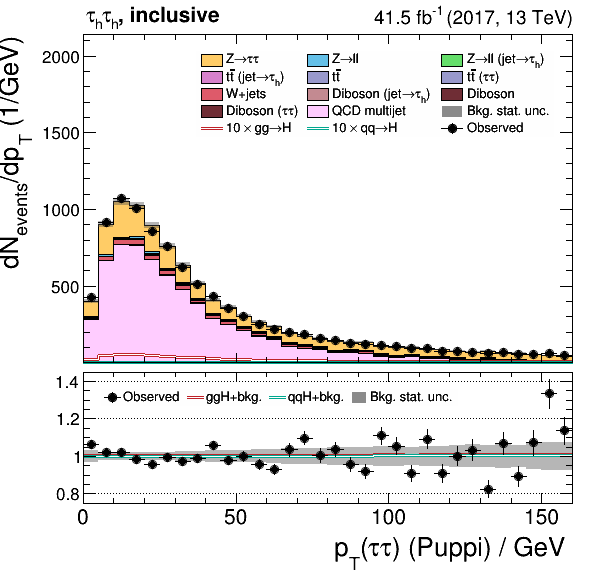 τhτh, inclusive 41.5 fb⁻¹ (2017, 13 TeV)
dN_events/dp_T (1/GeV)
2000
1500
1000
500
Z→ττ Z→ll Z→ll (jet→τh)
tt̄ (jet→τh) tt̄ tt̄ (ττ)
W+jets Diboson (jet→τh) Diboson
Diboson (ττ) QCD multijet Bkg. stat. unc.
10 × gg→H 10 × qq→H Observed
1.4
1.2
1
0.8
Observed ggH+bkg. qqH+bkg. Bkg. stat. unc.
0 50 100 150
p_T(ττ) (Puppi) / GeV